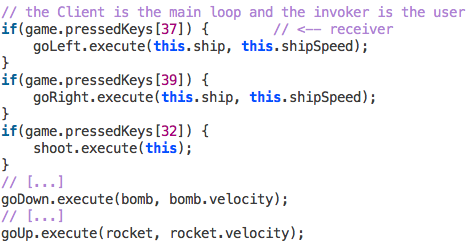 // the Client is the main loop and the invoker is the user
if(game.pressedKeys[37]) {        // <-- receiver
    goLeft.execute(this.ship, this.shipSpeed);
}
if(game.pressedKeys[39]) {
    goRight.execute(this.ship, this.shipSpeed);
}
if(game.pressedKeys[32]) {
    shoot.execute(this);
}
// [...]
goDown.execute(bomb, bomb.velocity);
// [...]
goUp.execute(rocket, rocket.velocity);